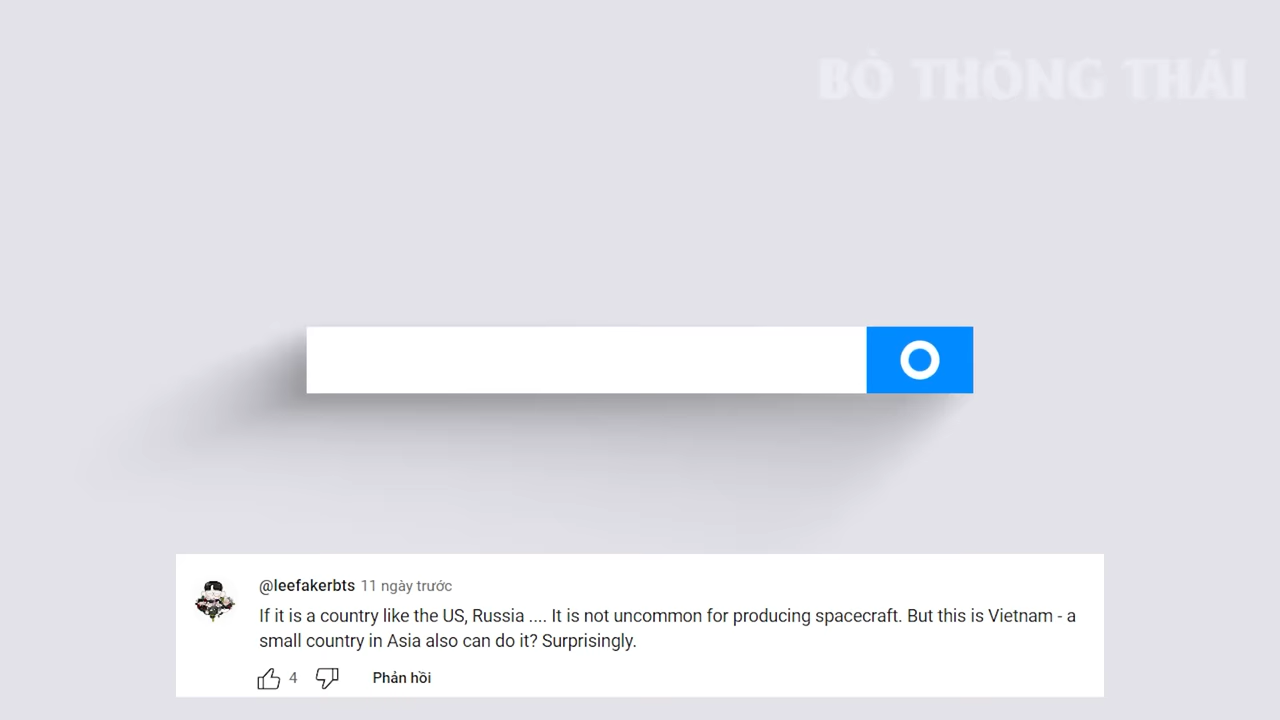 BÒ THÔNG THÁI
@leefakerbts 11 ngày trước
If it is a country like the US, Russia .... It is not uncommon for producing spacecraft. But this is Vietnam - a
small country in Asia also can do it? Surprisingly.
4 Phản hồi